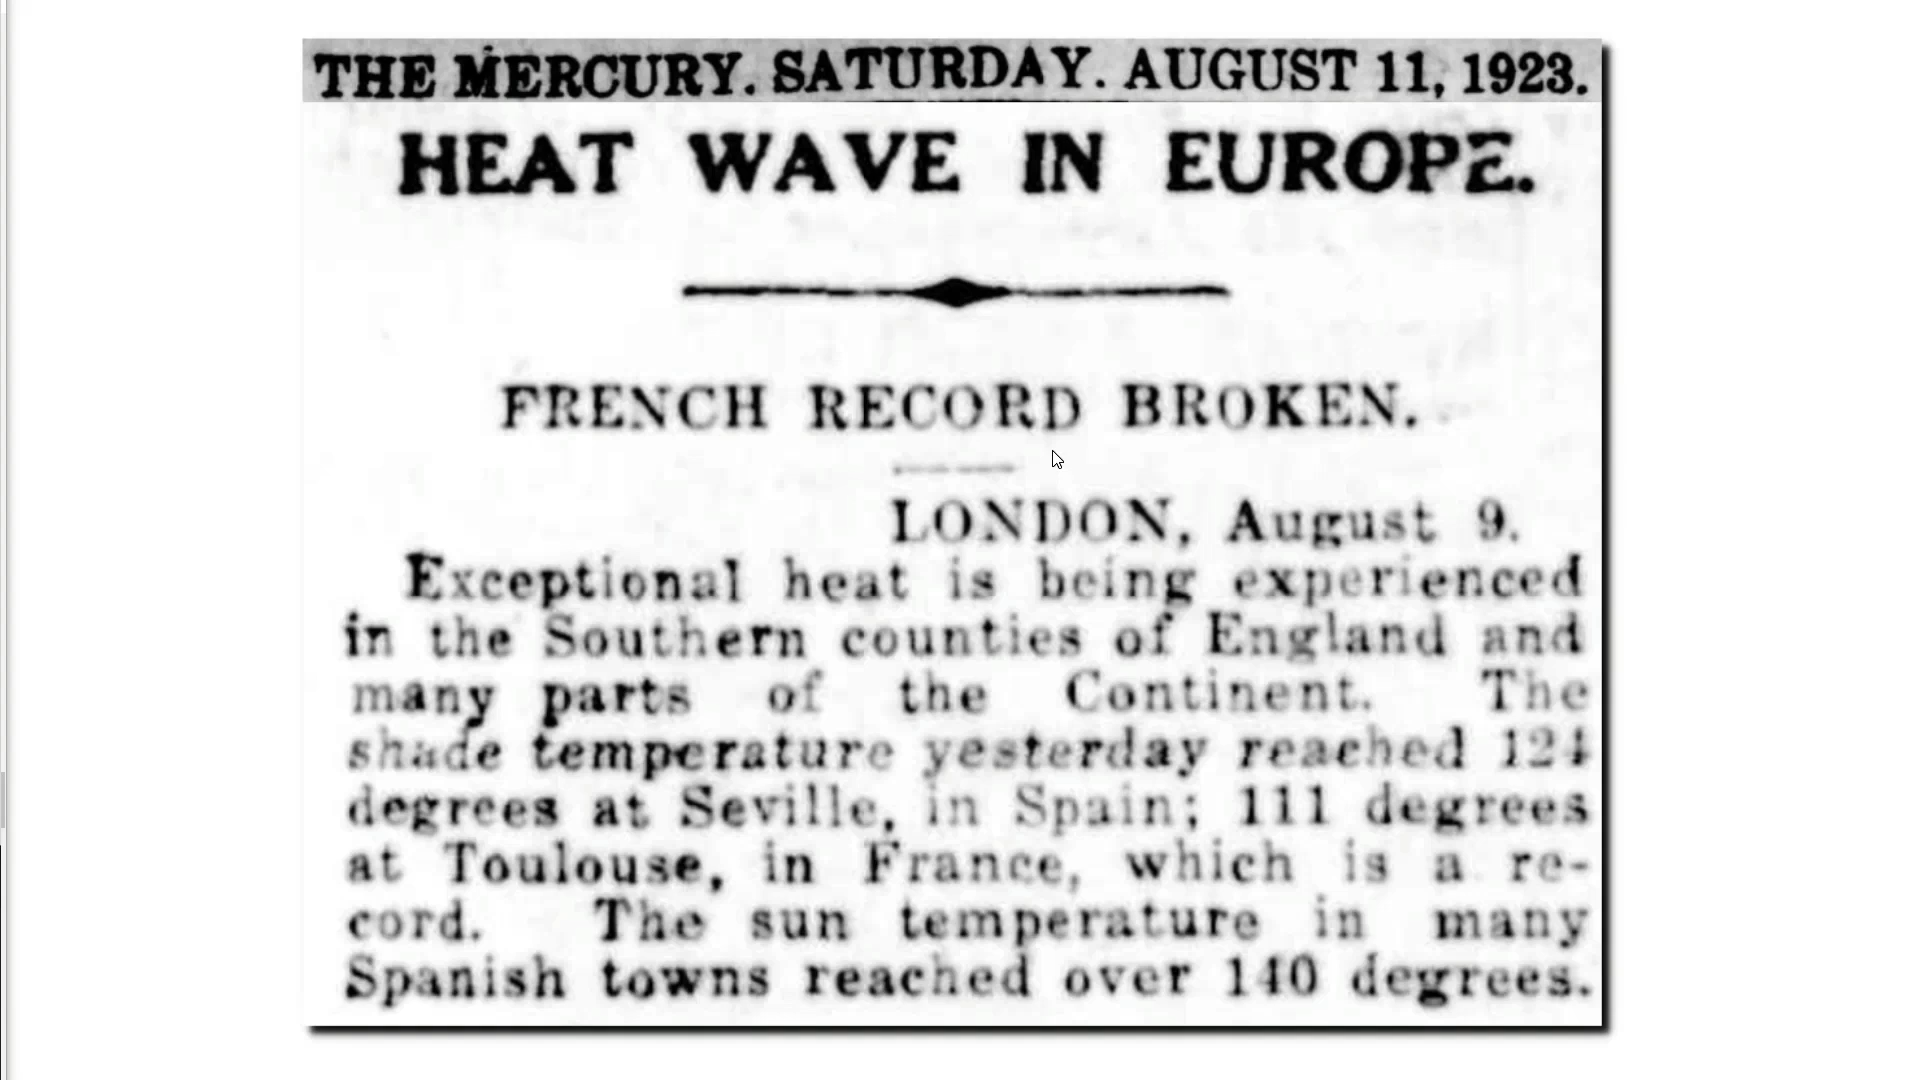 THE MERCURY. SATURDAY. AUGUST 11, 1923.
HEAT WAVE IN EUROPE.
FRENCH RECORD BROKEN.
LONDON, August 9.
Exceptional heat is being experienced
in the Southern counties of England and
many parts of the Continent. The
shade temperature yesterday reached 124
degrees at Seville, in Spain; 111 degrees
at Toulouse, in France, which is a re-
cord. The sun temperature in many
Spanish towns reached over 140 degrees.